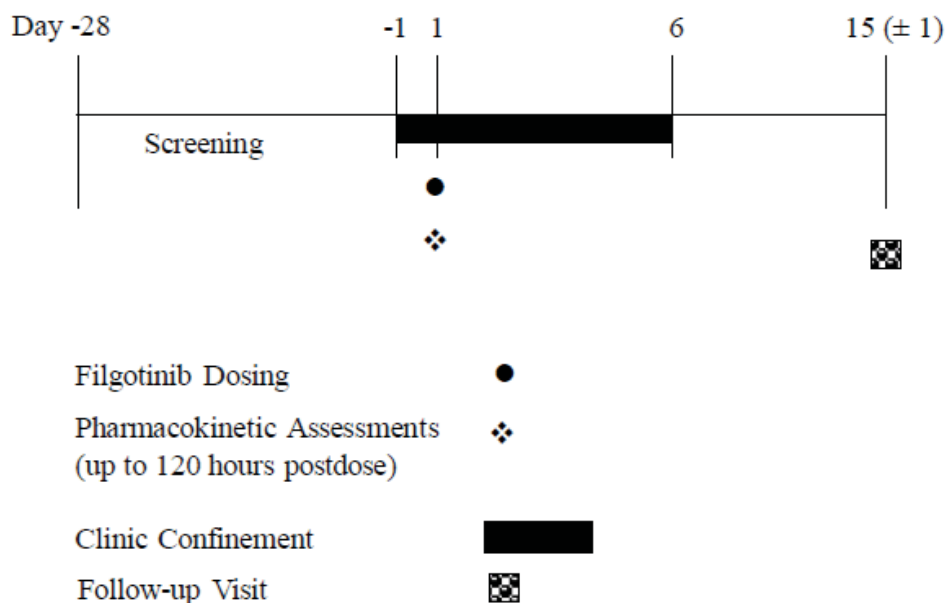 Day -28 -1 1 6 15 (± 1)
Screening
Filgotinib Dosing
Pharmacokinetic Assessments
(up to 120 hours postdose)
Clinic Confinement
Follow-up Visit